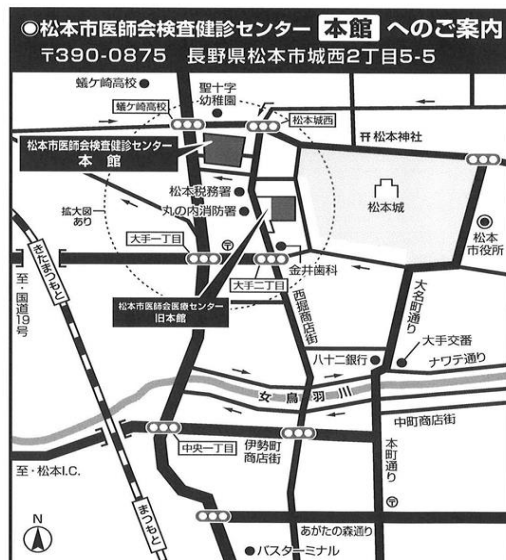 ◉松本市医師会検査健診センター 本館 へのご案内
〒390-0875 長野県松本市城西2丁目5-5
蟻ケ崎高校
聖十字
幼稚園
蟻ケ崎高校
松本城西
松本神社
松本市医師会検査健診センター
本館
松本税務署
丸の内消防署
松本城
拡大図
あり
大手一丁目
〒
金井歯科
松本
市役所
きたまつもと
至・国道19号
大手二丁目
松本市医師会医療センター
旧本館
西堀商店街
大名町通り
大手交番
八十二銀行
ナワテ通り
女鳥羽川
中町商店街
中央一丁目
伊勢町
商店街
本町通り
至・松本I.C.
まつもと
〒
あがたの森通り
N
バスターミナル